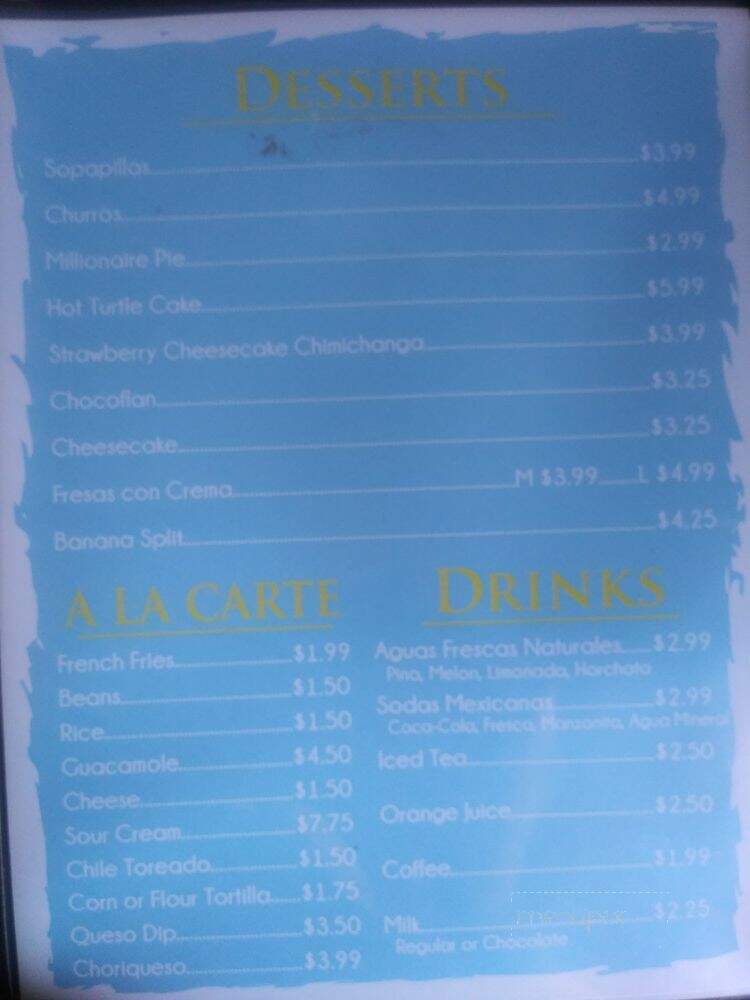 DESSERTS
Sopapillas $3.99
Churros $4.99
Millionaire Pie $2.99
Hot Turtle Cake $5.99
Strawberry Cheesecake Chimichanga $3.99
Chocoflan $3.25
Cheesecake $3.25
Fresas con Crema M $3.99 L $4.99
Banana Split $4.25
A LA CARTE
French Fries $1.99
Beans $1.50
Rice $1.50
Guacamole $4.50
Cheese $1.50
Sour Cream $7.75
Chile Toreado $1.50
Corn or Flour Tortilla $1.75
Queso Dip $3.50
Choriqueso $3.99
DRINKS
Aguas Frescas Naturales $2.99
Pina, Melon, Limonada, Horchata
Sodas Mexicanas $2.99
Coca-Cola, Fresca, Manzanita, Agua Mineral
Iced Tea $2.50
Orange Juice $2.50
Coffee $1.99
Milk $2.25
Regular or Chocolate
menupix